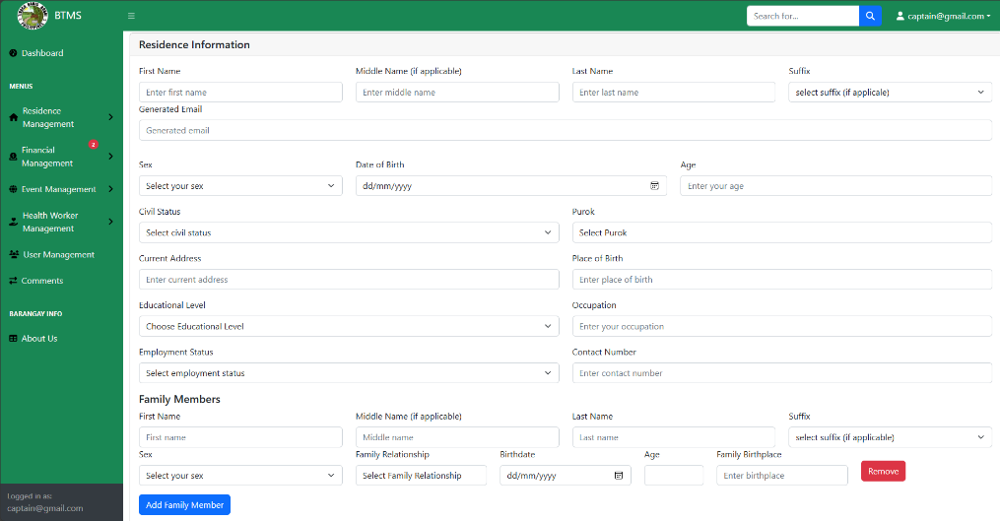 BTMS
Search for...
captain@gmail.com
Dashboard
MENUS
Residence
Management
2
Financial
Management
Event Management
Health Worker
Management
User Management
Comments
BARANGAY INFO
About Us
Logged in as:
captain@gmail.com
Residence Information
First Name Middle Name (if applicable) Last Name Suffix
Enter first name Enter middle name Enter last name select suffix (if applicale)
Generated Email
Generated email
Sex Date of Birth Age
Select your sex dd/mm/yyyy Enter your age
Civil Status Purok
Select civil status Select Purok
Current Address Place of Birth
Enter current address Enter place of birth
Educational Level Occupation
Choose Educational Level Enter your occupation
Employment Status Contact Number
Select employment status Enter contact number
Family Members
First Name Middle Name (if applicable) Last Name Suffix
First name Middle name Last name select suffix (if applicable)
Sex Family Relationship Birthdate Age Family Birthplace
Select your sex Select Family Relationship dd/mm/yyyy Enter birthplace Remove
Add Family Member